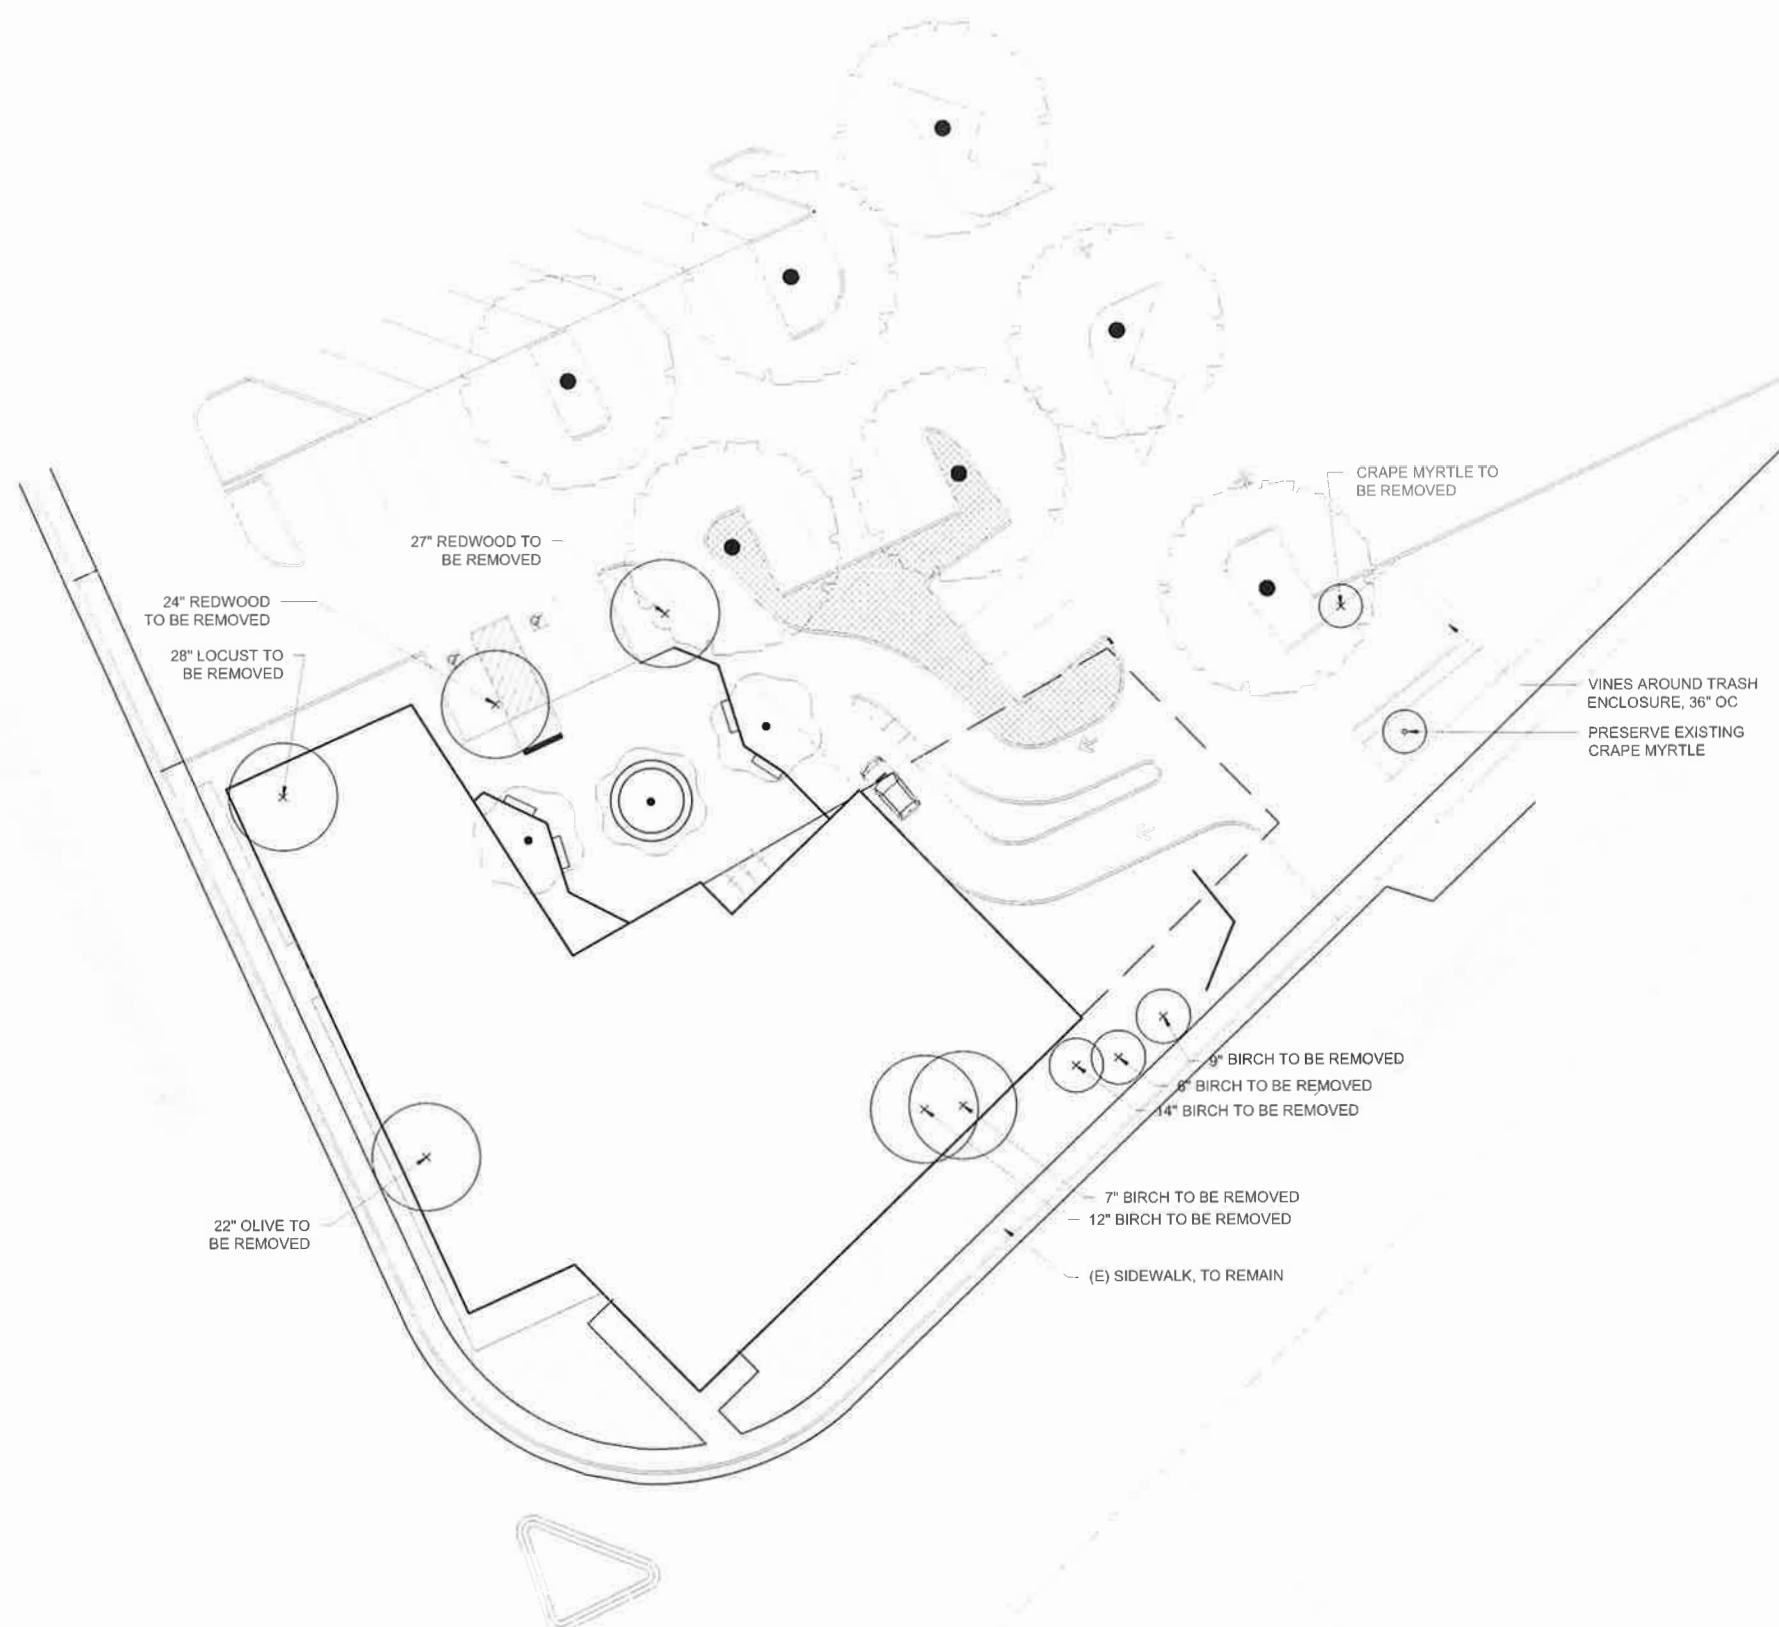 CRAPE MYRTLE TO
BE REMOVED
27" REDWOOD TO
BE REMOVED
24" REDWOOD
TO BE REMOVED
28" LOCUST TO
BE REMOVED
VINES AROUND TRASH
ENCLOSURE, 36" OC
PRESERVE EXISTING
CRAPE MYRTLE
9" BIRCH TO BE REMOVED
6" BIRCH TO BE REMOVED
14" BIRCH TO BE REMOVED
7" BIRCH TO BE REMOVED
12" BIRCH TO BE REMOVED
22" OLIVE TO
BE REMOVED
(E) SIDEWALK, TO REMAIN